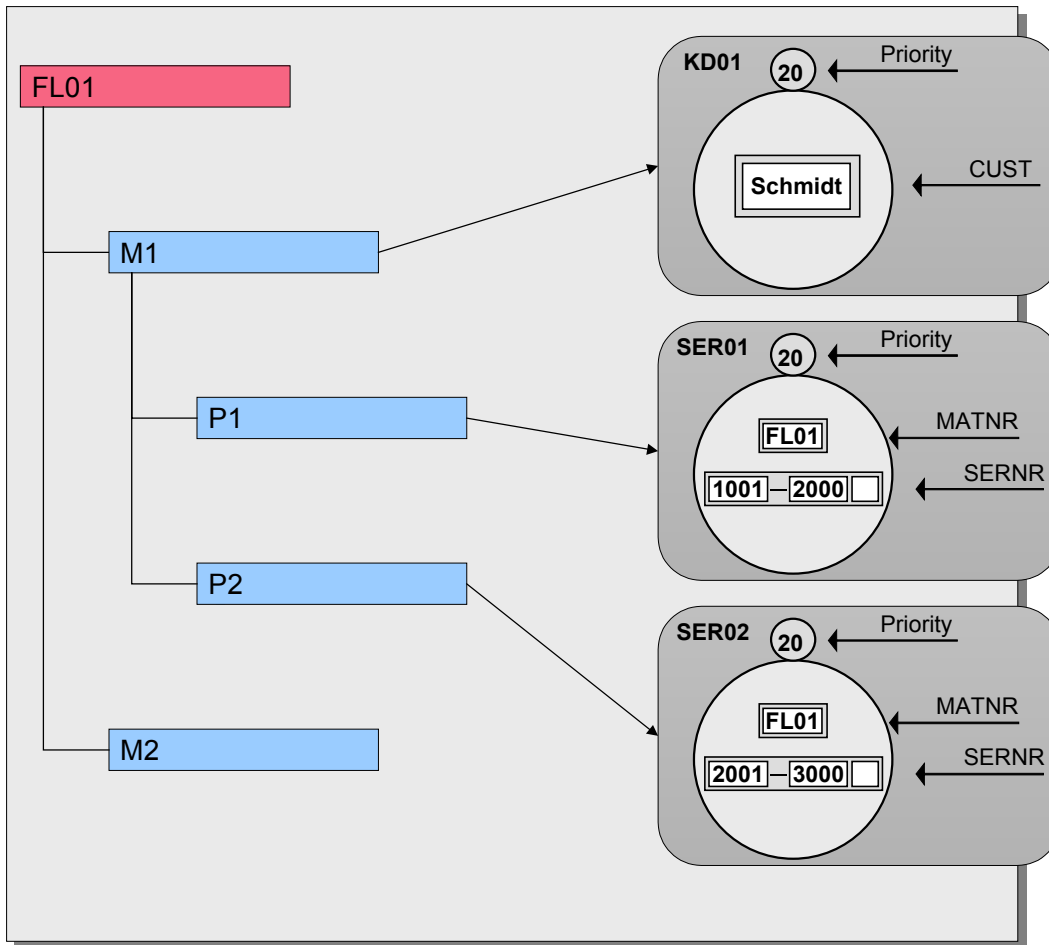 FL01
M1
P1
P2
M2
KD01
20
Priority
Schmidt
CUST
SER01
20
Priority
FL01
MATNR
1001 — 2000
SERNR
SER02
20
Priority
FL01
MATNR
2001 — 3000
SERNR